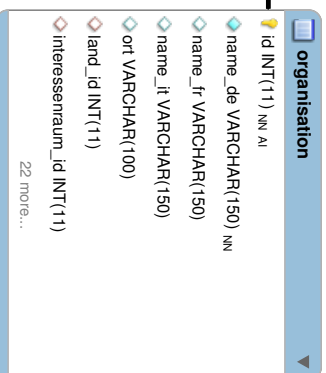 organisation
id INT(11) NN AI
name_de VARCHAR(150) NN
name_fr VARCHAR(150)
name_it VARCHAR(150)
ort VARCHAR(100)
land_id INT(11)
interessenraum_id INT(11)
22 more...